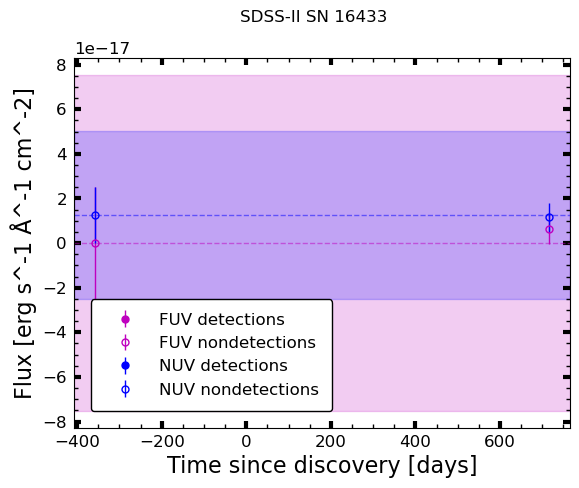 SDSS-II SN 16433
1e−17
8
6
4
2
0
−2
−4
−6
−8
Flux [erg s^-1 Å^-1 cm^-2]
FUV detections
FUV nondetections
NUV detections
NUV nondetections
−400 −200 0 200 400 600
Time since discovery [days]